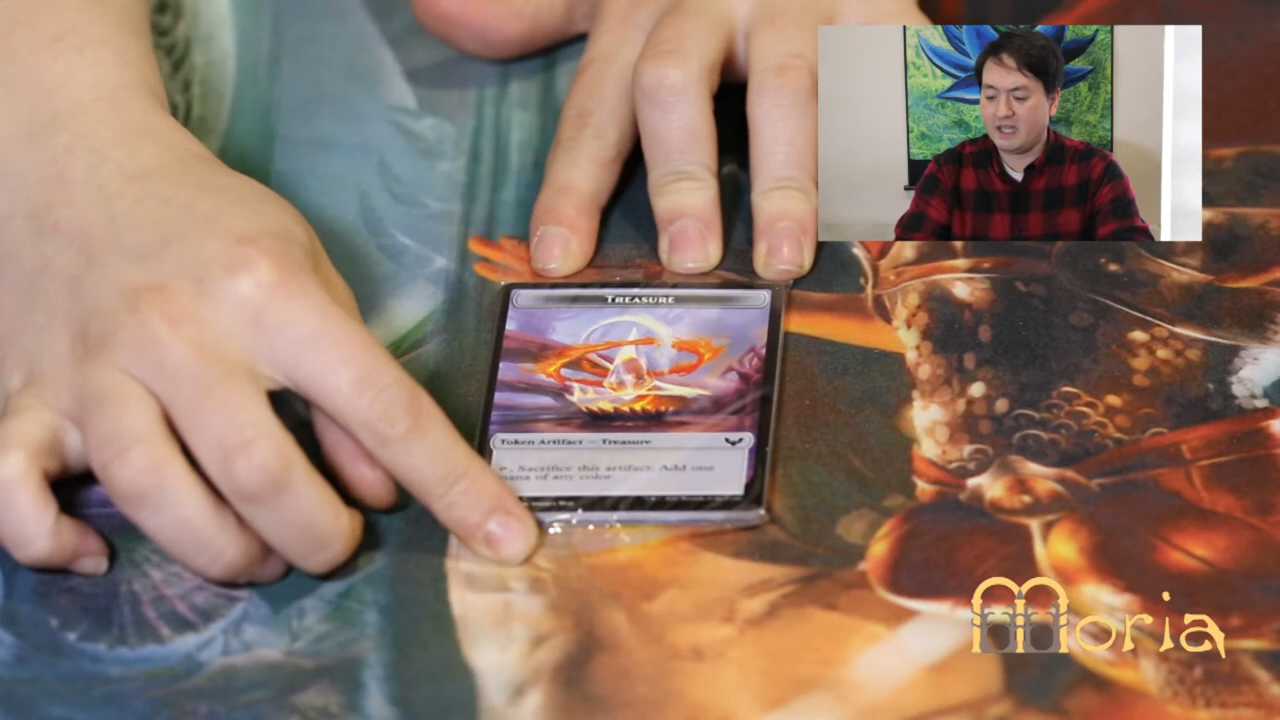 TREASURE
Token Artifact — Treasure
, Sacrifice this artifact: Add one
mana of any color
Moria